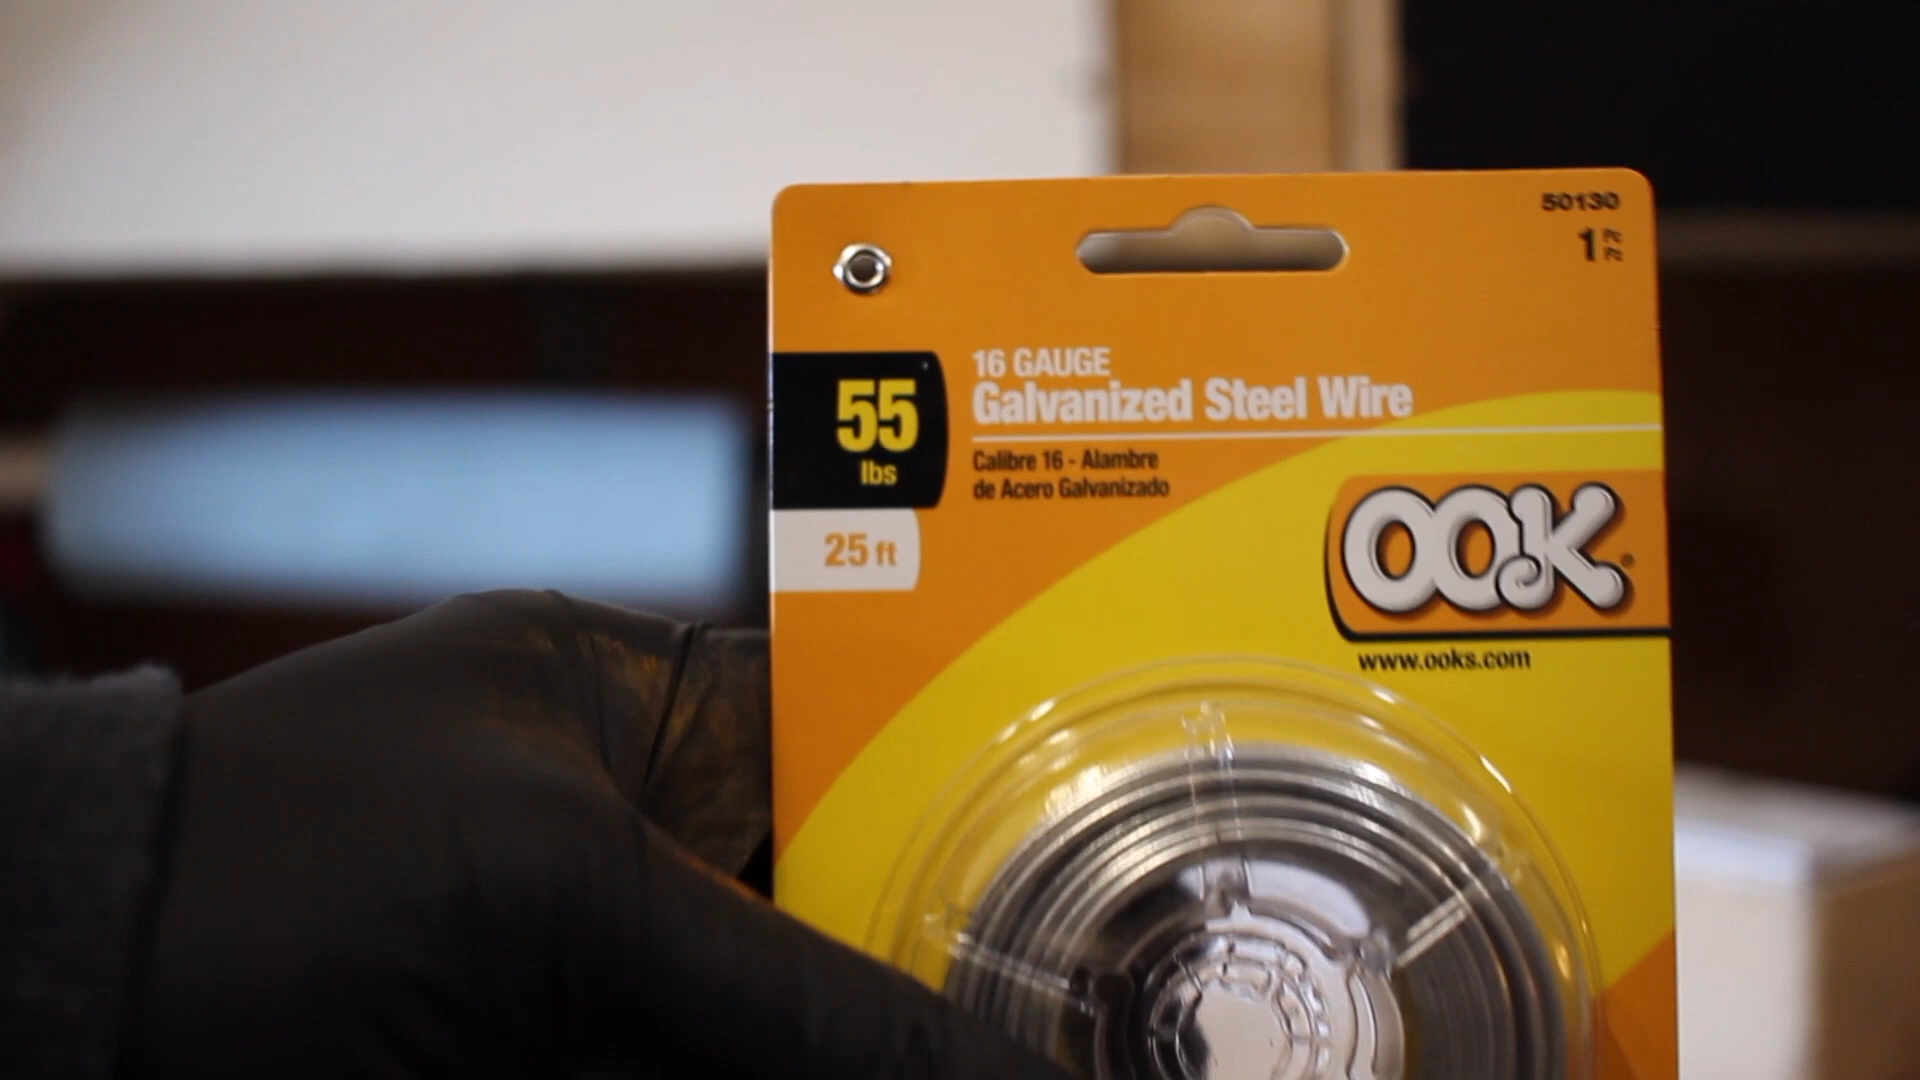 50130
1 Pc
Pc
55
lbs
16 GAUGE
Galvanized Steel Wire
Calibre 16 - Alambre
de Acero Galvanizado
25 ft
OOK®
www.ooks.com